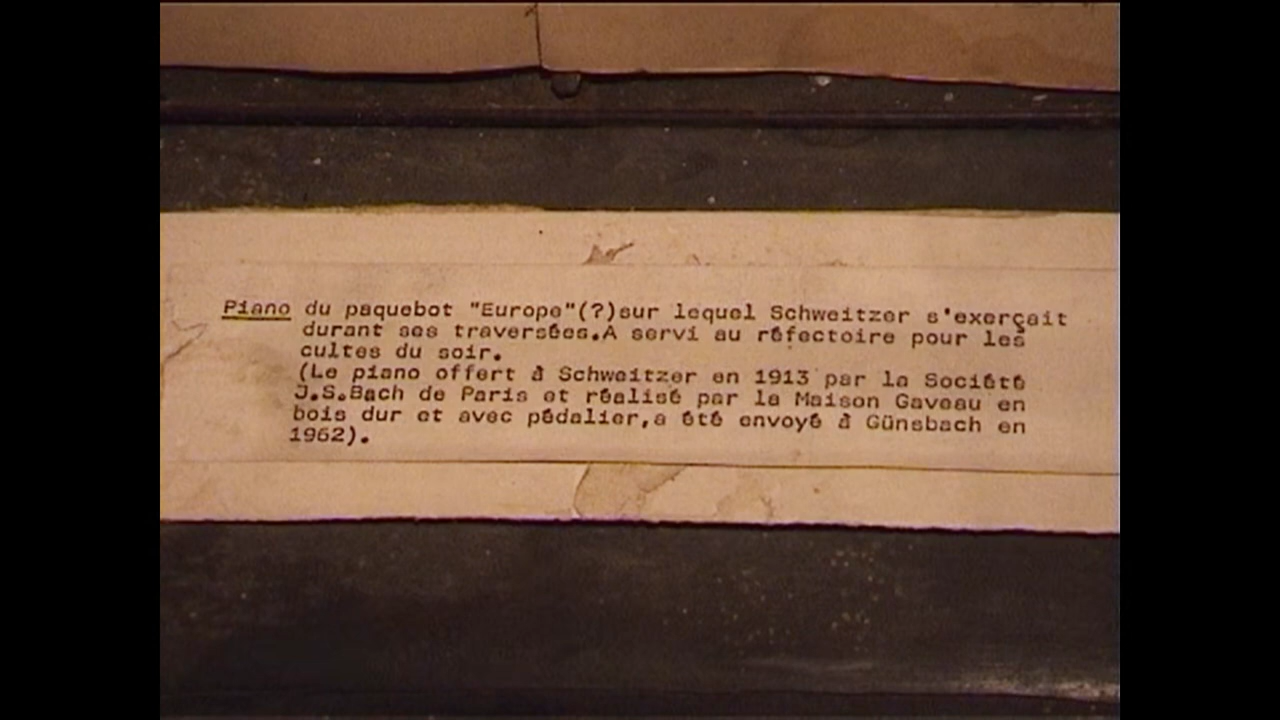 Piano du paquebot "Europe"(?)sur lequel Schweitzer s'exerçait
durant ses traversées.A servi au réfectoire pour les
cultes du soir.
(Le piano offert à Schweitzer en 1913 par la Société
J.S.Bach de Paris et réalisé par la Maison Gaveau en
bois dur et avec pédalier,a été envoyé à Günsbach en
1962).